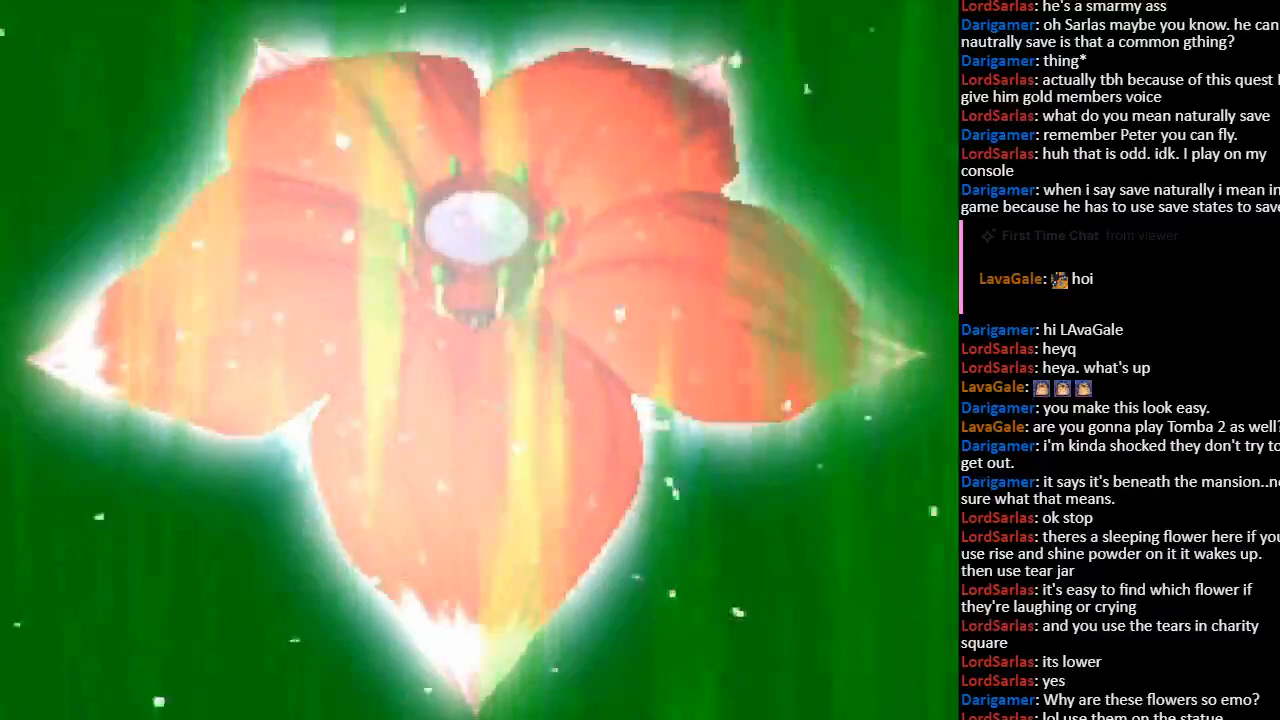 LordSarlas: he's a smarmy ass
Darigamer: oh Sarlas maybe you know. he can
nautrally save is that a common gthing?
Darigamer: thing*
LordSarlas: actually tbh because of this quest I
give him gold members voice
LordSarlas: what do you mean naturally save
Darigamer: remember Peter you can fly.
LordSarlas: huh that is odd. idk. I play on my
console
Darigamer: when i say save naturally i mean in
game because he has to use save states to save
First Time Chat from viewer
LavaGale: hoi
Darigamer: hi LAvaGale
LordSarlas: heyq
LordSarlas: heya. what's up
LavaGale:
Darigamer: you make this look easy.
LavaGale: are you gonna play Tomba 2 as well?
Darigamer: i'm kinda shocked they don't try to
get out.
Darigamer: it says it's beneath the mansion..
sure what that means.
LordSarlas: ok stop
LordSarlas: theres a sleeping flower here if you
use rise and shine powder on it it wakes up.
then use tear jar
LordSarlas: it's easy to find which flower if
they're laughing or crying
LordSarlas: and you use the tears in charity
square
LordSarlas: its lower
LordSarlas: yes
Darigamer: Why are these flowers so emo?
LordSarlas: lol use them on the statue